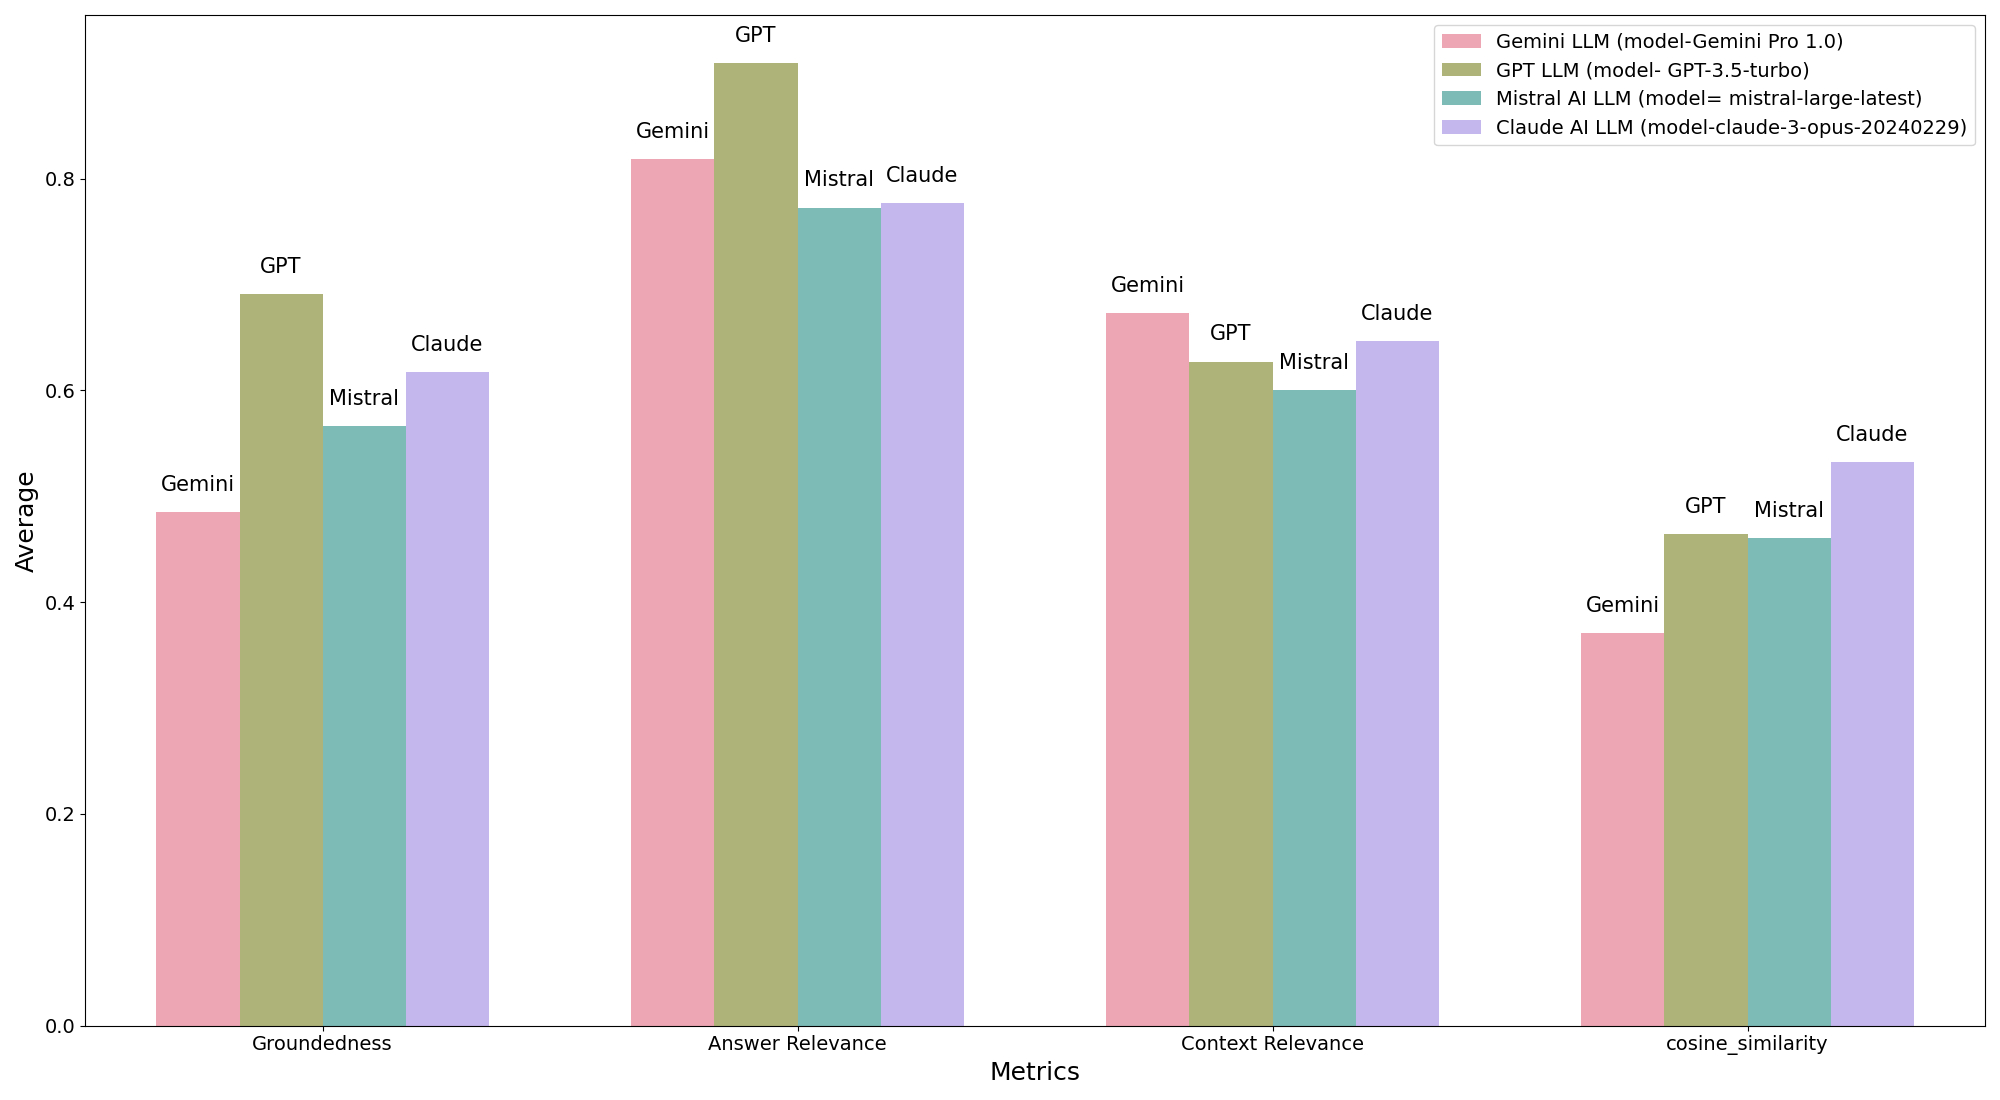 Gemini LLM (model-Gemini Pro 1.0)
GPT LLM (model- GPT-3.5-turbo)
Mistral AI LLM (model= mistral-large-latest)
Claude AI LLM (model-claude-3-opus-20240229)
Average
0.8
0.6
0.4
0.2
0.0
Gemini
GPT
Mistral
Claude
Gemini
GPT
Mistral
Claude
Gemini
GPT
Mistral
Claude
Gemini
GPT
Mistral
Claude
Groundedness
Answer Relevance
Context Relevance
cosine_similarity
Metrics